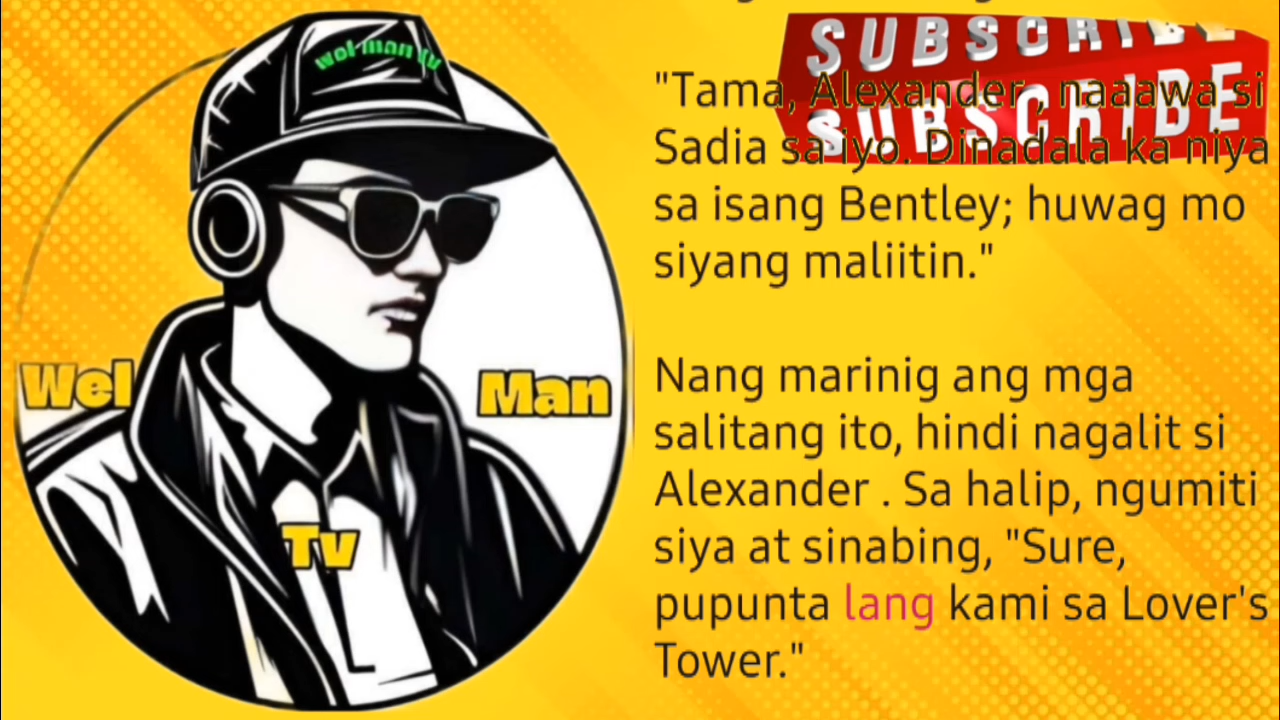 wel man tv
SUBSCRIBE
SUBSCRIBE
"Tama, Alexander , naaawa si
Sadia sa iyo. Dinadala ka niya
sa isang Bentley; huwag mo
siyang maliitin."
Nang marinig ang mga
salitang ito, hindi nagalit si
Alexander . Sa halip, ngumiti
siya at sinabing, "Sure,
pupunta lang kami sa Lover's
Tower."
Wel
Man
Tv